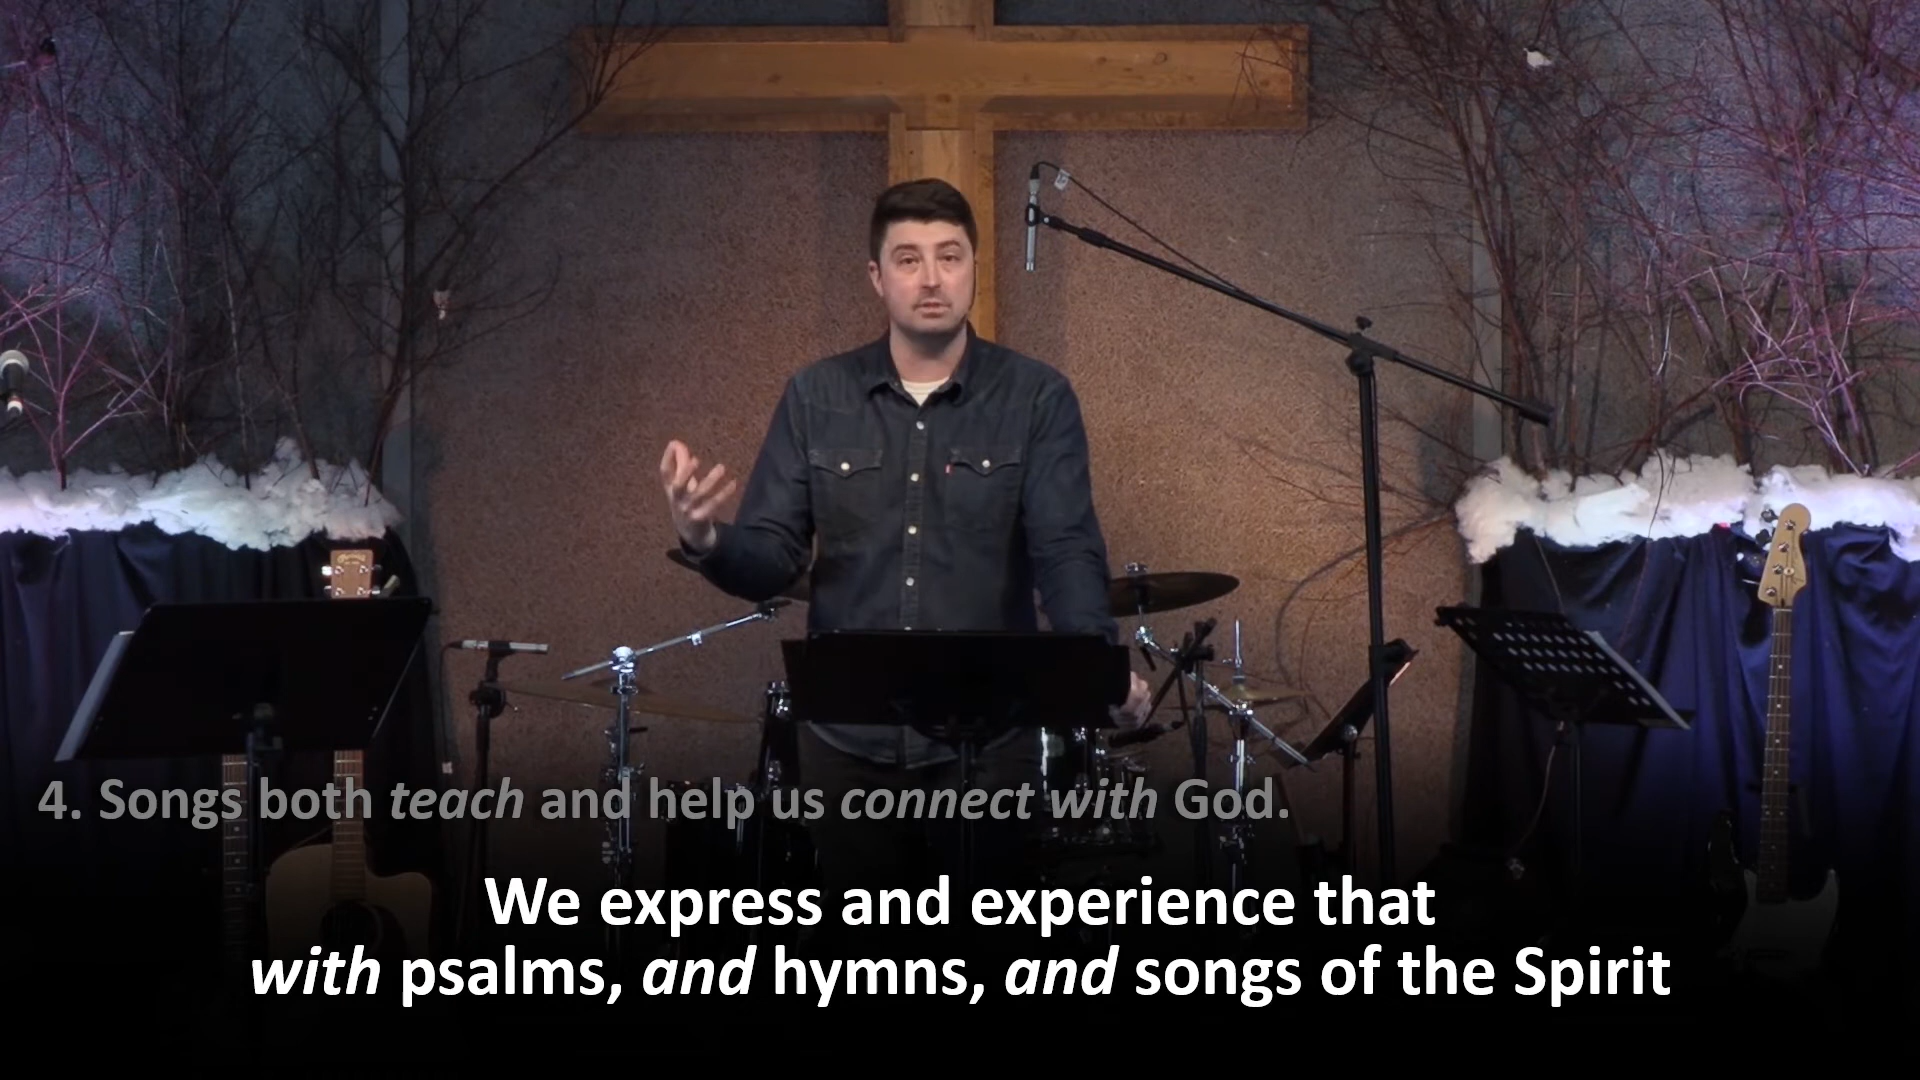 4. Songs both teach and help us connect with God.
We express and experience that
with psalms, and hymns, and songs of the Spirit